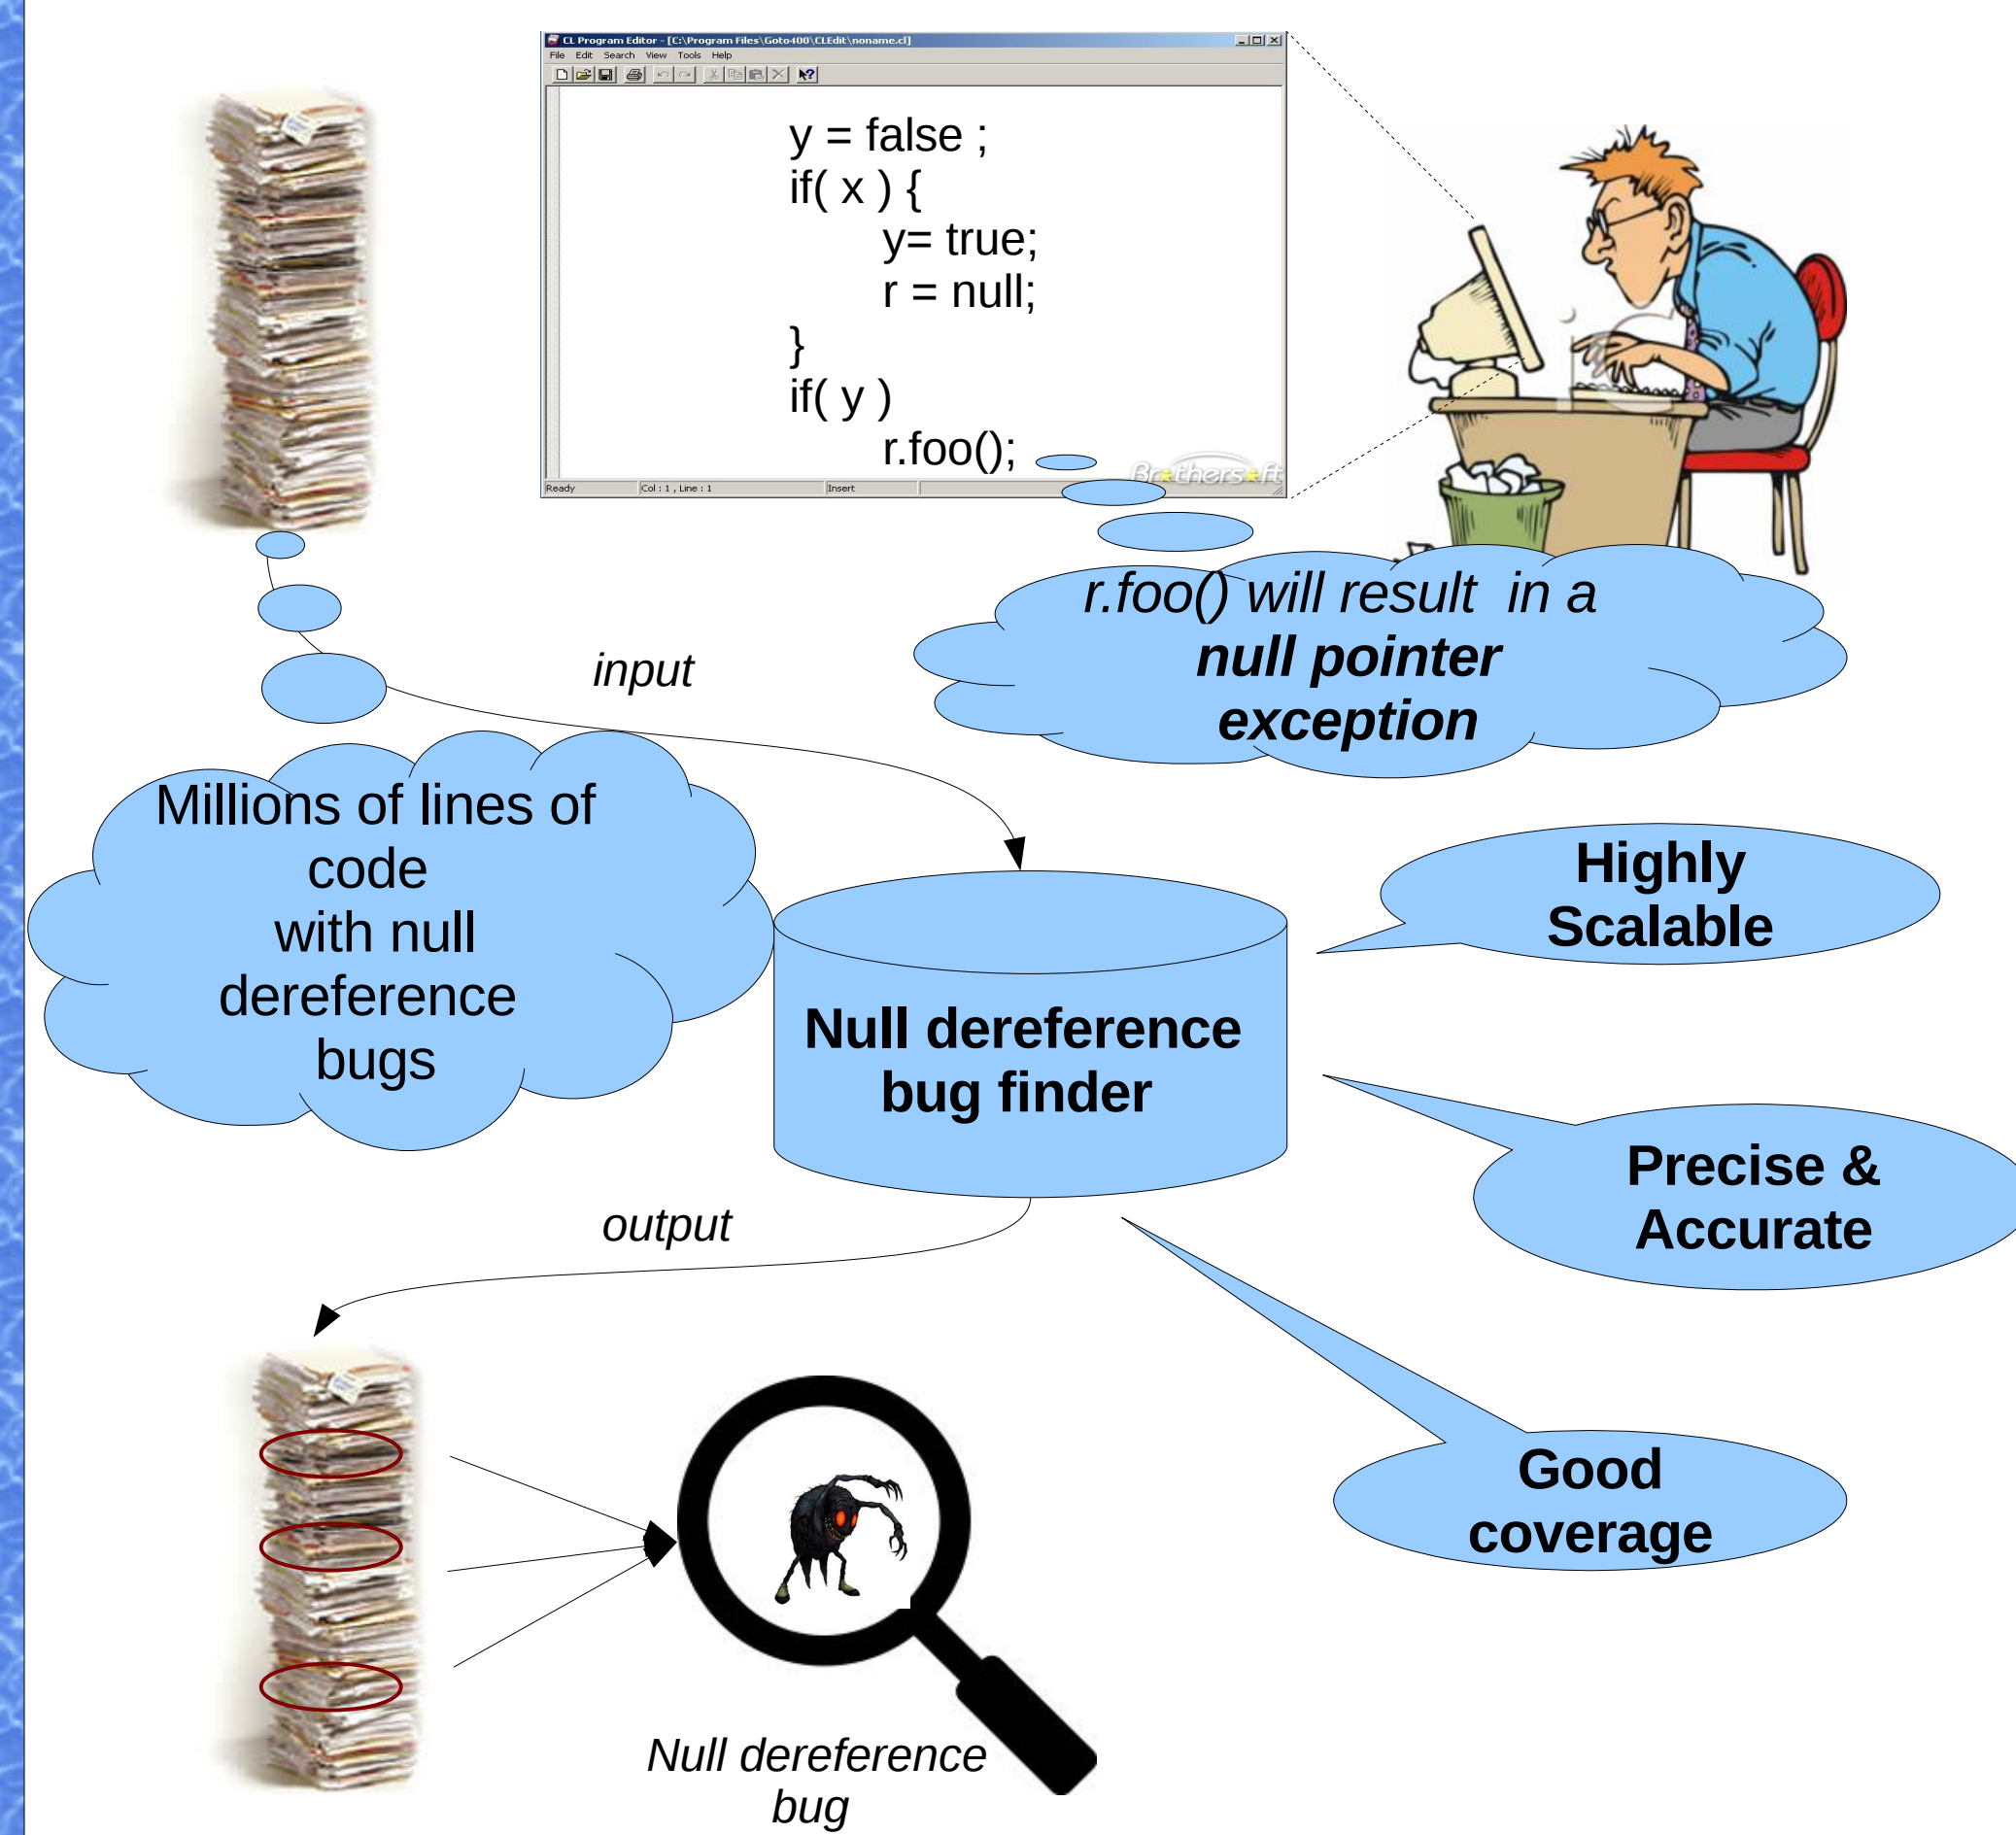 CL Program Editor - [C:\Program Files\Goto400\CLEdit\noname.cl]
File Edit Search View Tools Help
y = false ;
if( x ) {
y= true;
r = null;
}
if( y )
r.foo();
Brothersoft
Ready Col : 1 , Line : 1 Insert
r.foo() will result in a
null pointer
exception
input
Millions of lines of
code
with null
dereference
bugs
Highly
Scalable
Null dereference
bug finder
Precise &
Accurate
output
Good
coverage
Null dereference
bug